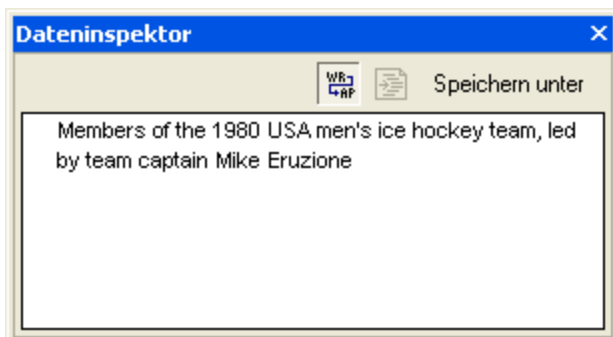 Dateninspektor
WR
AP
Speichern unter
Members of the 1980 USA men's ice hockey team, led
by team captain Mike Eruzione